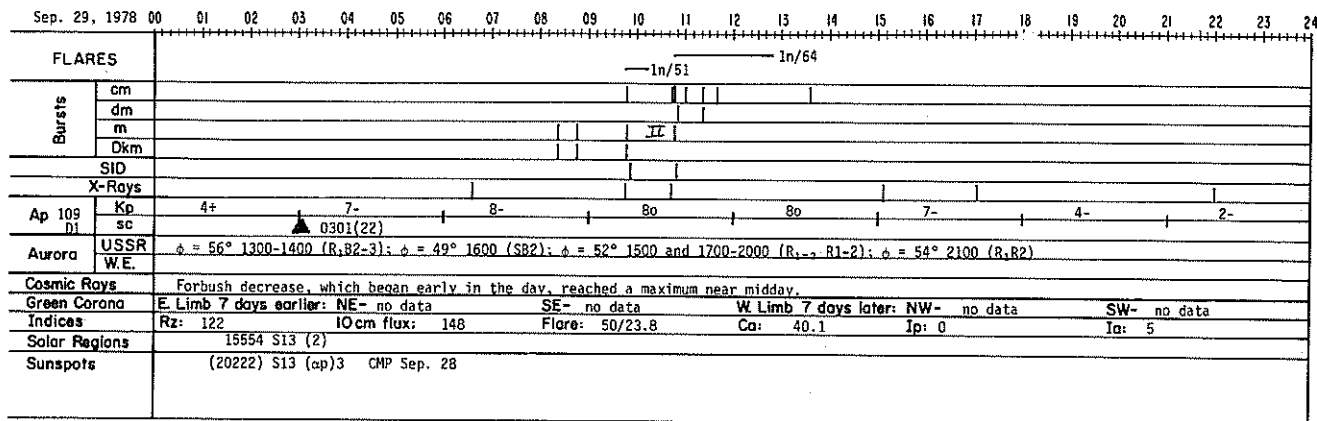 Sep. 29, 1978 00 01 02 03 04 05 06 07 08 09 10 11 12 13 14 15 16 17 18 19 20 21 22 23 24
FLARES
1n/64
1n/51
Bursts
cm
dm
m II
Dkm
SID
X-Rays
Ap 109 D1
Kp 4+ 7- 8- 8o 8o 7- 4- 2-
sc 0301(22)
Aurora
USSR ϕ = 56° 1300-1400 (R,B2-3); ϕ = 49° 1600 (SB2); ϕ = 52° 1500 and 1700-2000 R1-2); ϕ = 54° 2100 (R,R2)
W.E.
Cosmic Rays Forbush decrease, which began early in the day, reached a maximum near midday.
Green Corona E. Limb 7 days earlier: NE- no data SE- no data W. Limb 7 days later: NW- no data SW- no data
Indices Rz: 122 10cm flux: 148 Flare: 50/23.8 Ca: 40.1 Ip: 0 Ia: 5
Solar Regions 15554 S13 (2)
Sunspots (20222) S13 (αp)3 CMP Sep. 28